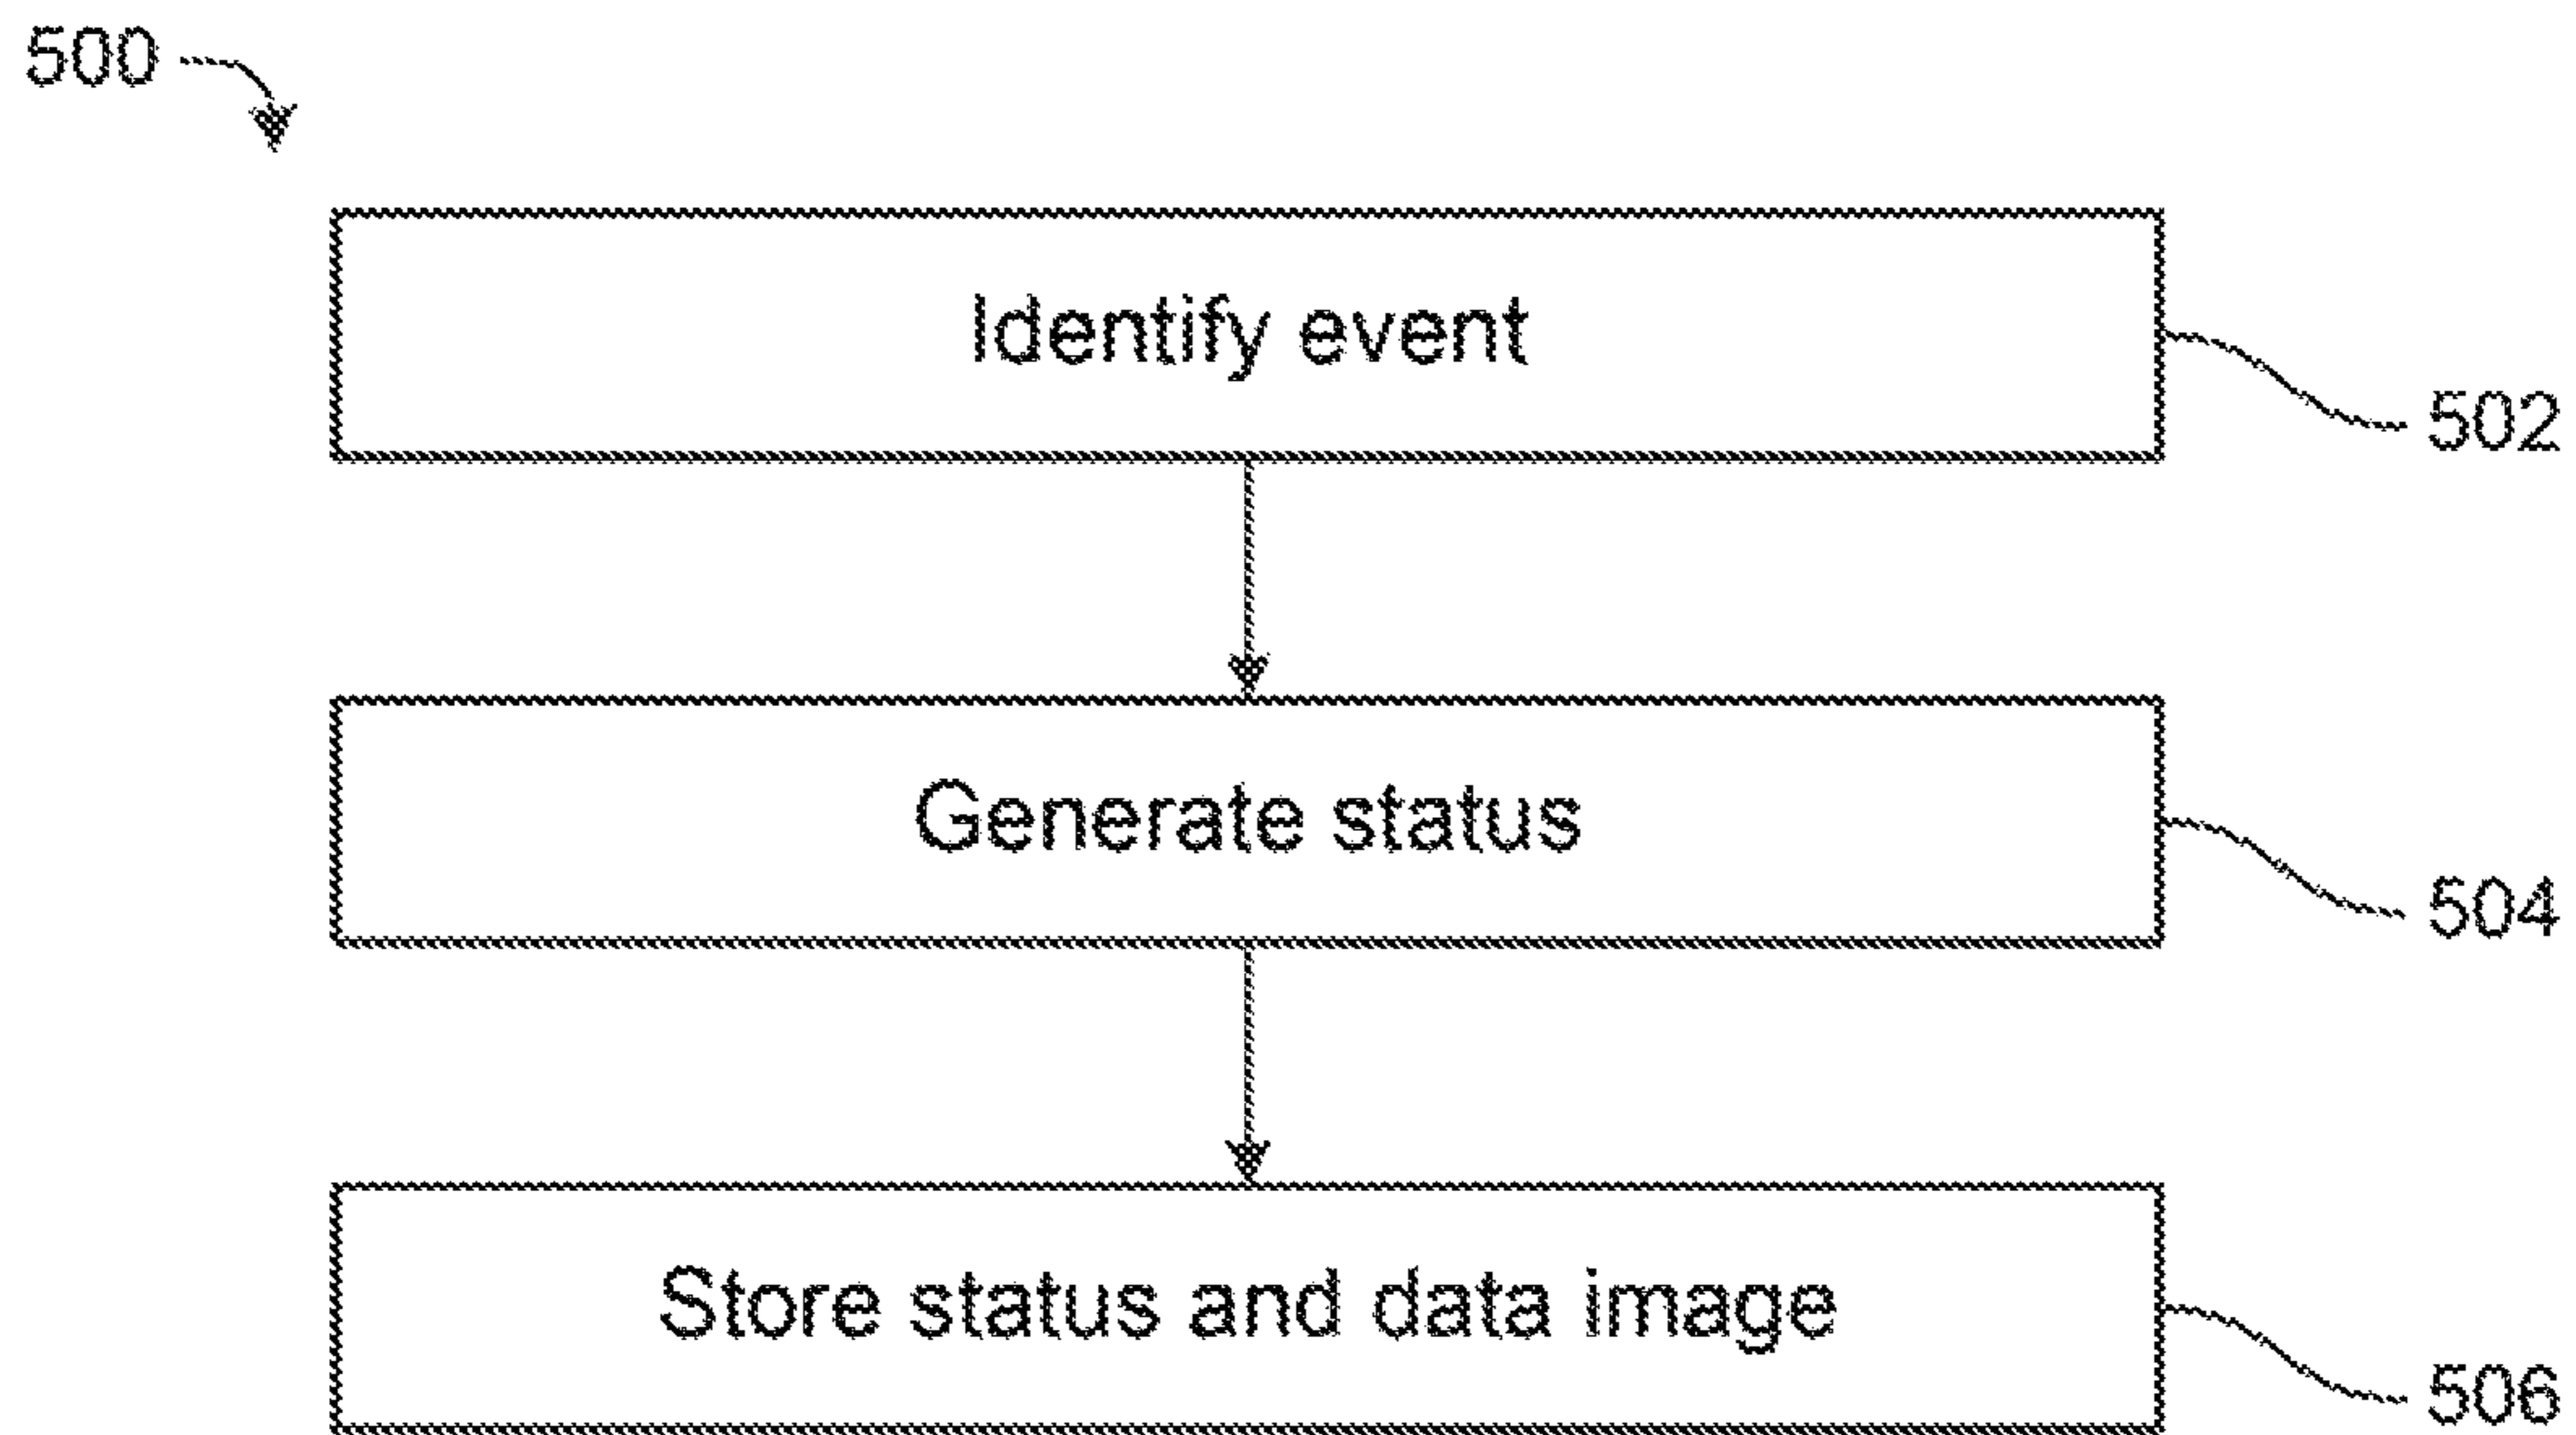 500
Identify event
502
Generate status
504
Store status and data image
506